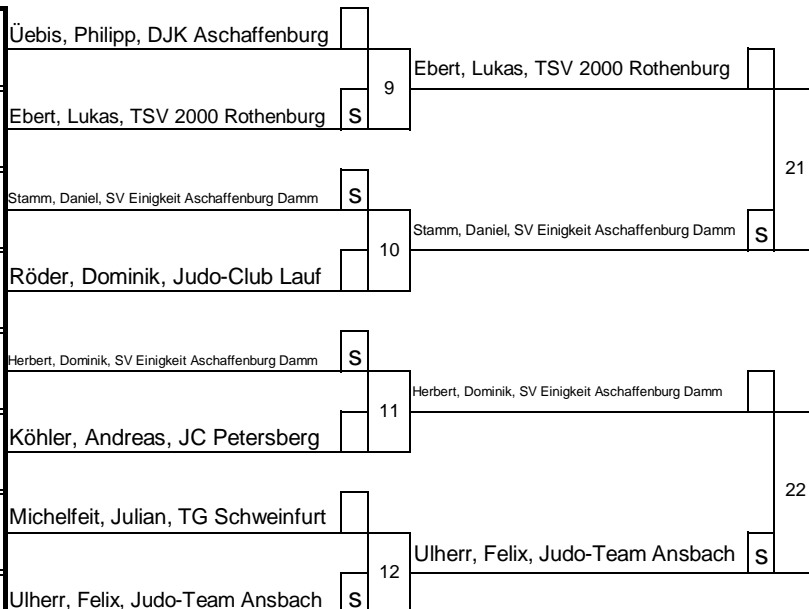 Üebis, Philipp, DJK Aschaffenburg
9
Ebert, Lukas, TSV 2000 Rothenburg
Ebert, Lukas, TSV 2000 Rothenburg s
21
Stamm, Daniel, SV Einigkeit Aschaffenburg Damm s
10
Stamm, Daniel, SV Einigkeit Aschaffenburg Damm s
Röder, Dominik, Judo-Club Lauf
Herbert, Dominik, SV Einigkeit Aschaffenburg Damm s
11
Herbert, Dominik, SV Einigkeit Aschaffenburg Damm
Köhler, Andreas, JC Petersberg
22
Michelfeit, Julian, TG Schweinfurt
12
Ulherr, Felix, Judo-Team Ansbach s
Ulherr, Felix, Judo-Team Ansbach s